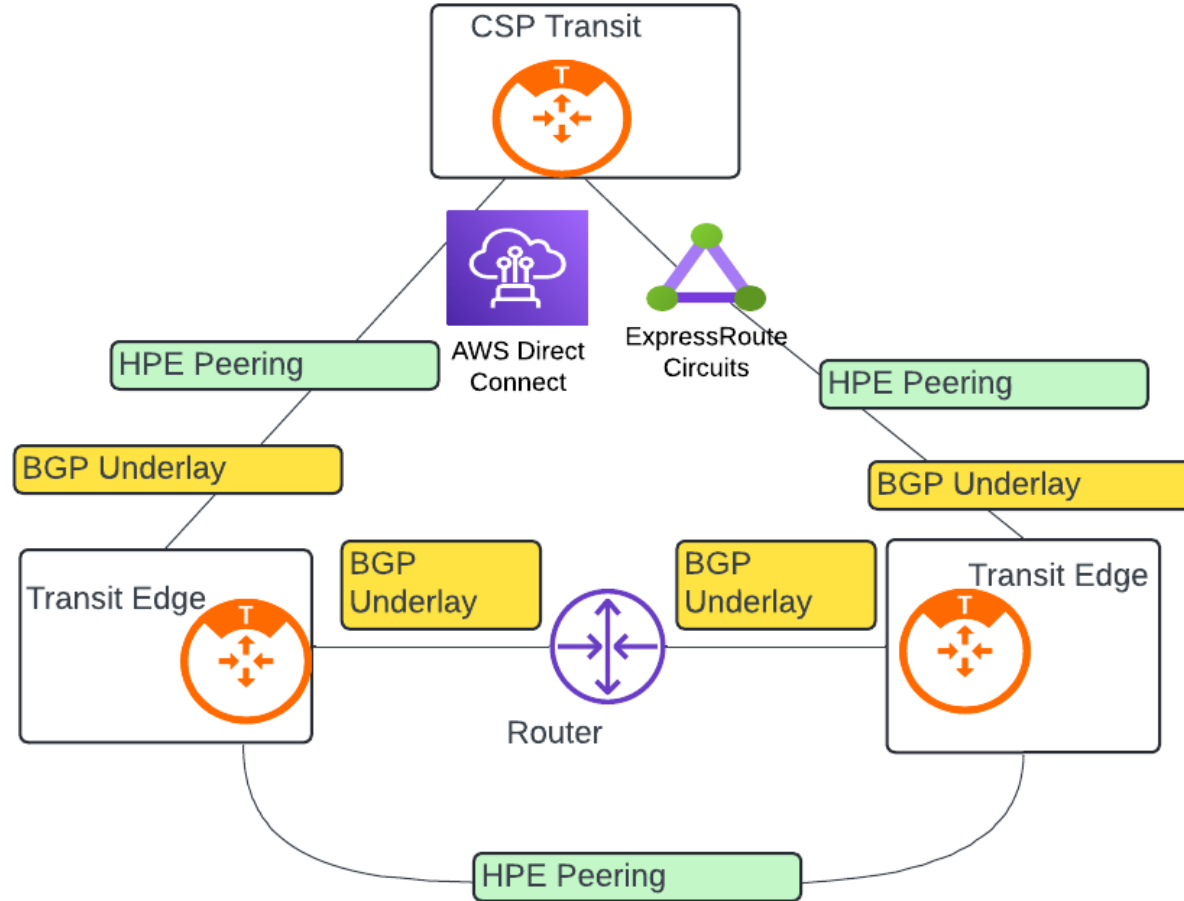 CSP Transit
T
AWS Direct
Connect
ExpressRoute
Circuits
HPE Peering
HPE Peering
BGP Underlay
BGP Underlay
Transit Edge
T
BGP
Underlay
BGP
Underlay
Transit Edge
T
Router
HPE Peering